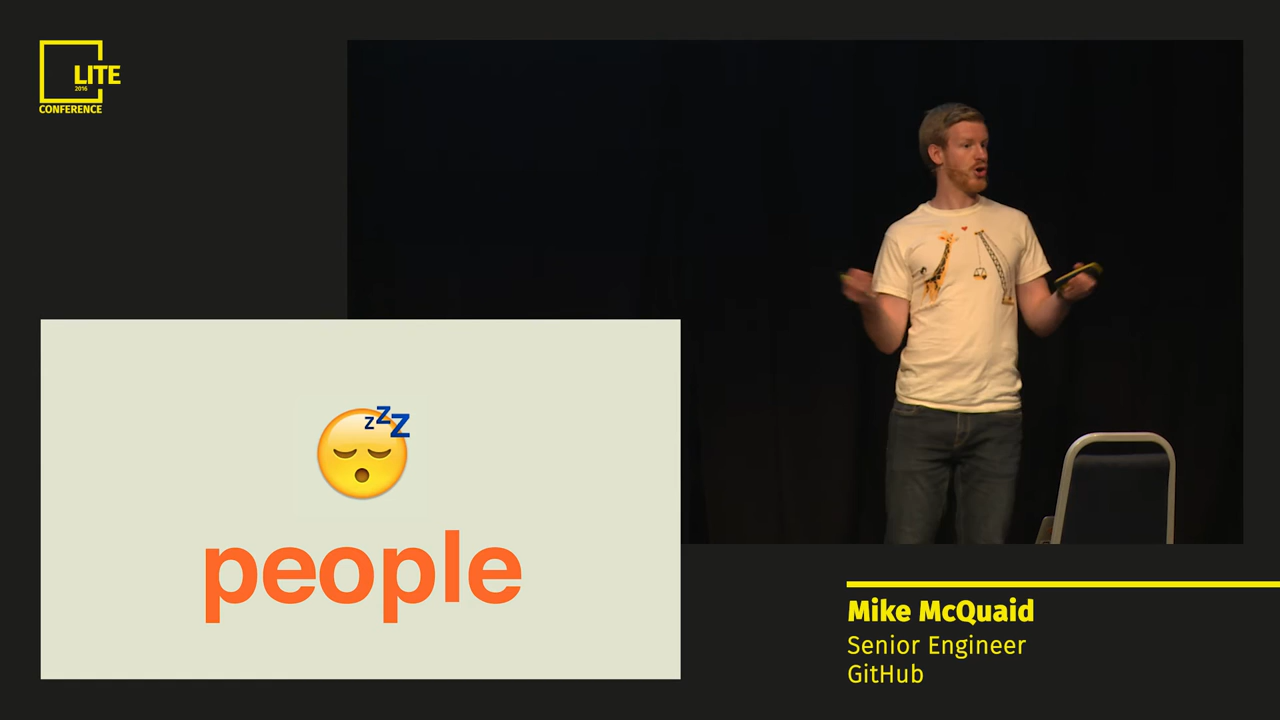 LITE
2016
CONFERENCE
people
Mike McQuaid
Senior Engineer
GitHub